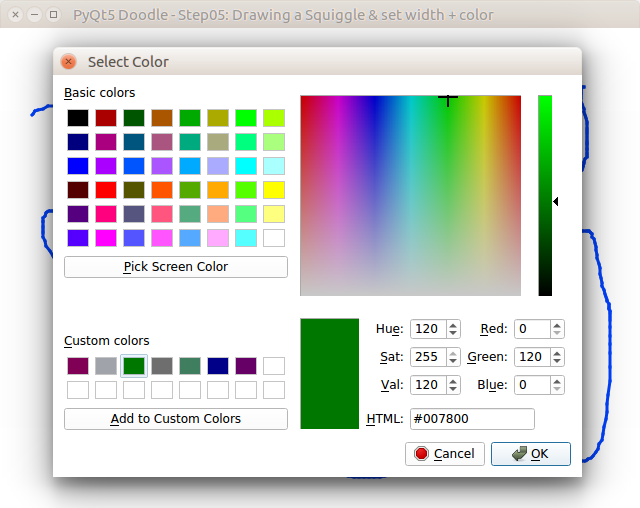 PyQt5 Doodle - Step05: Drawing a Squiggle & set width + color
Select Color
Basic colors
Pick Screen Color
Custom colors
Add to Custom Colors
Hue: 120 Red: 0
Sat: 255 Green: 120
Val: 120 Blue: 0
HTML: #007800
Cancel OK